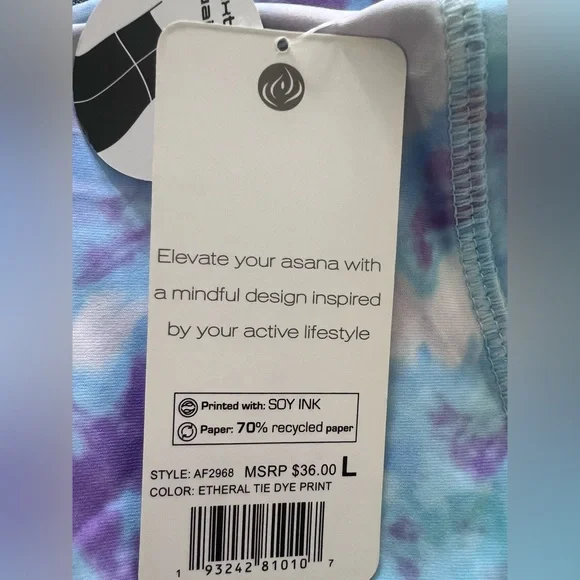 Elevate your asana with
a mindful design inspired
by your active lifestyle
Printed with: SOY INK
Paper: 70% recycled paper
STYLE: AF2968 MSRP $36.00 L
COLOR: ETHERAL TIE DYE PRINT
1 93242 81010 7